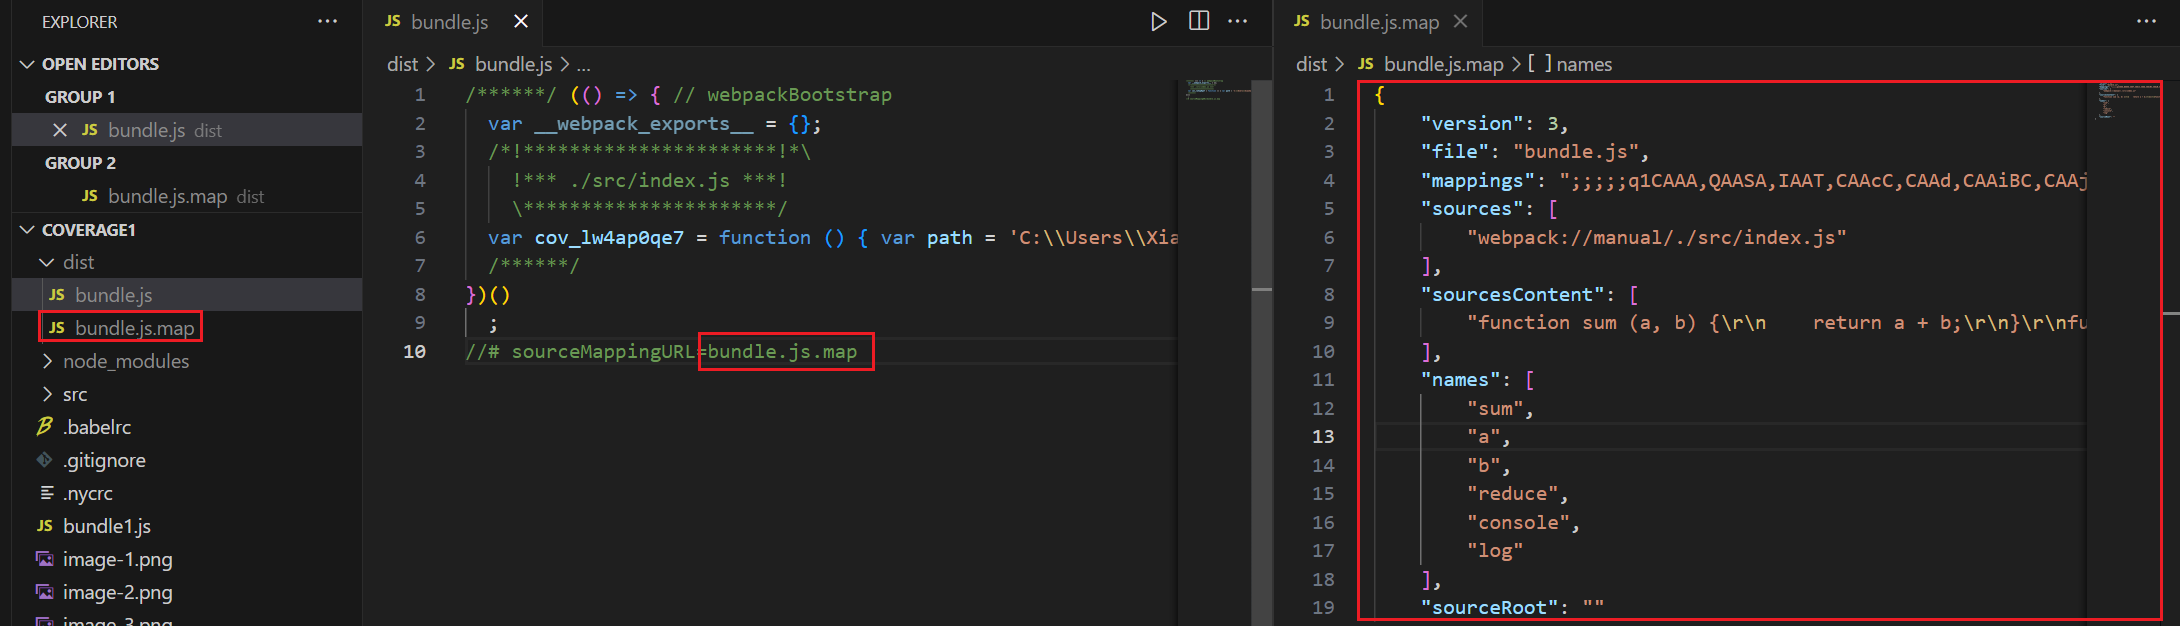 EXPLORER ···
OPEN EDITORS
GROUP 1
JS bundle.js dist
GROUP 2
JS bundle.js.map dist
COVERAGE1
dist
JS bundle.js
JS bundle.js.map
node_modules
src
.babelrc
.gitignore
.nycrc
JS bundle1.js
image-1.png
image-2.png
image-3.png
JS bundle.js
dist > JS bundle.js > ...
1 /******/ (() => { // webpackBootstrap
2 var __webpack_exports__ = {};
3 /*!**********************!*\
4 !*** ./src/index.js ***!
5 \**********************/
6 var cov_lw4ap0qe7 = function () { var path = 'C:\\Users\\Xia
7 /******/
8 })()
9 ;
10 //# sourceMappingURL=bundle.js.map
JS bundle.js.map
dist > JS bundle.js.map > [ ] names
1 {
2 "version": 3,
3 "file": "bundle.js",
4 "mappings": ";;;;;q1CAAA,QAASA,IAAT,CAAcC,CAAd,CAAiBC,CAAj
5 "sources": [
6 "webpack://manual/./src/index.js"
7 ],
8 "sourcesContent": [
9 "function sum (a, b) {\r\n    return a + b;\r\n}\r\nfu
10 ],
11 "names": [
12 "sum",
13 "a",
14 "b",
15 "reduce",
16 "console",
17 "log"
18 ],
19 "sourceRoot": ""